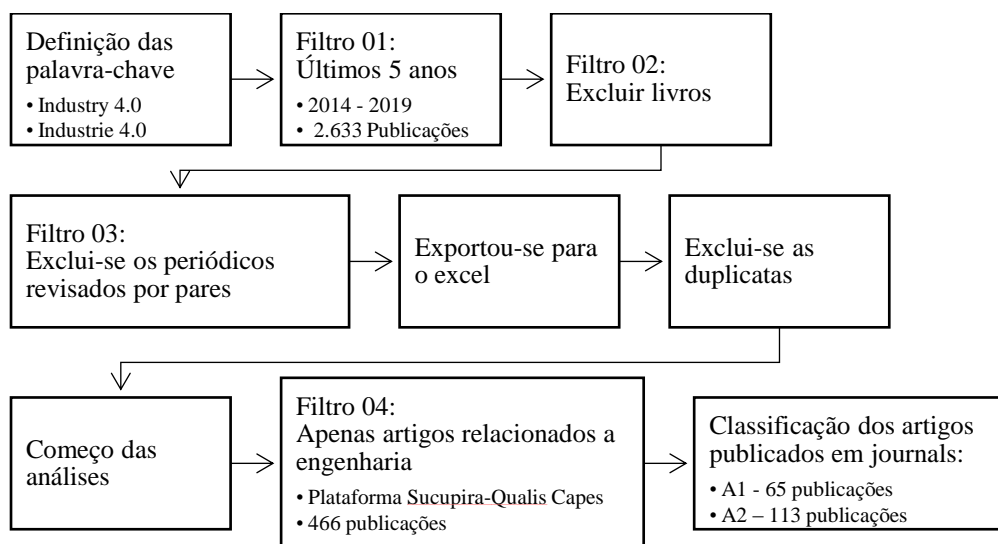 Definição das
palavra-chave
• Industry 4.0
• Industrie 4.0
Filtro 01:
Últimos 5 anos
• 2014 - 2019
• 2.633 Publicações
Filtro 02:
Excluir livros
Filtro 03:
Exclui-se os periódicos
revisados por pares
Exportou-se para
o excel
Exclui-se as
duplicatas
Começo das
análises
Filtro 04:
Apenas artigos relacionados a
engenharia
• Plataforma Sucupira-Qualis Capes
• 466 publicações
Classificação dos artigos
publicados em journals:
• A1 - 65 publicações
• A2 – 113 publicações